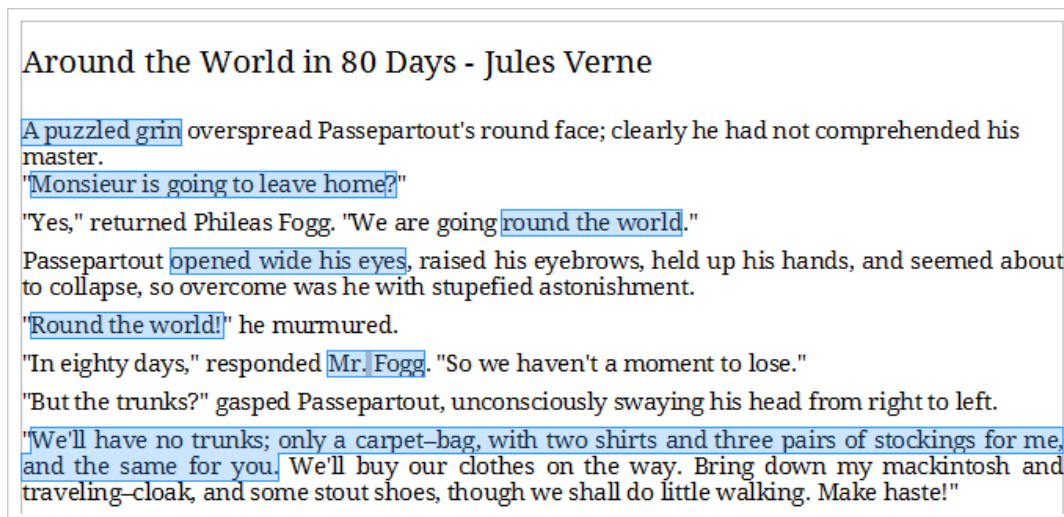 Around the World in 80 Days - Jules Verne
A puzzled grin overspread Passepartout's round face; clearly he had not comprehended his
master.
"Monsieur is going to leave home?"
"Yes," returned Phileas Fogg. "We are going round the world."
Passepartout opened wide his eyes, raised his eyebrows, held up his hands, and seemed about
to collapse, so overcome was he with stupefied astonishment.
"Round the world!" he murmured.
"In eighty days," responded Mr. Fogg. "So we haven't a moment to lose."
"But the trunks?" gasped Passepartout, unconsciously swaying his head from right to left.
"We'll have no trunks; only a carpet–bag, with two shirts and three pairs of stockings for me,
and the same for you. We'll buy our clothes on the way. Bring down my mackintosh and
traveling–cloak, and some stout shoes, though we shall do little walking. Make haste!"